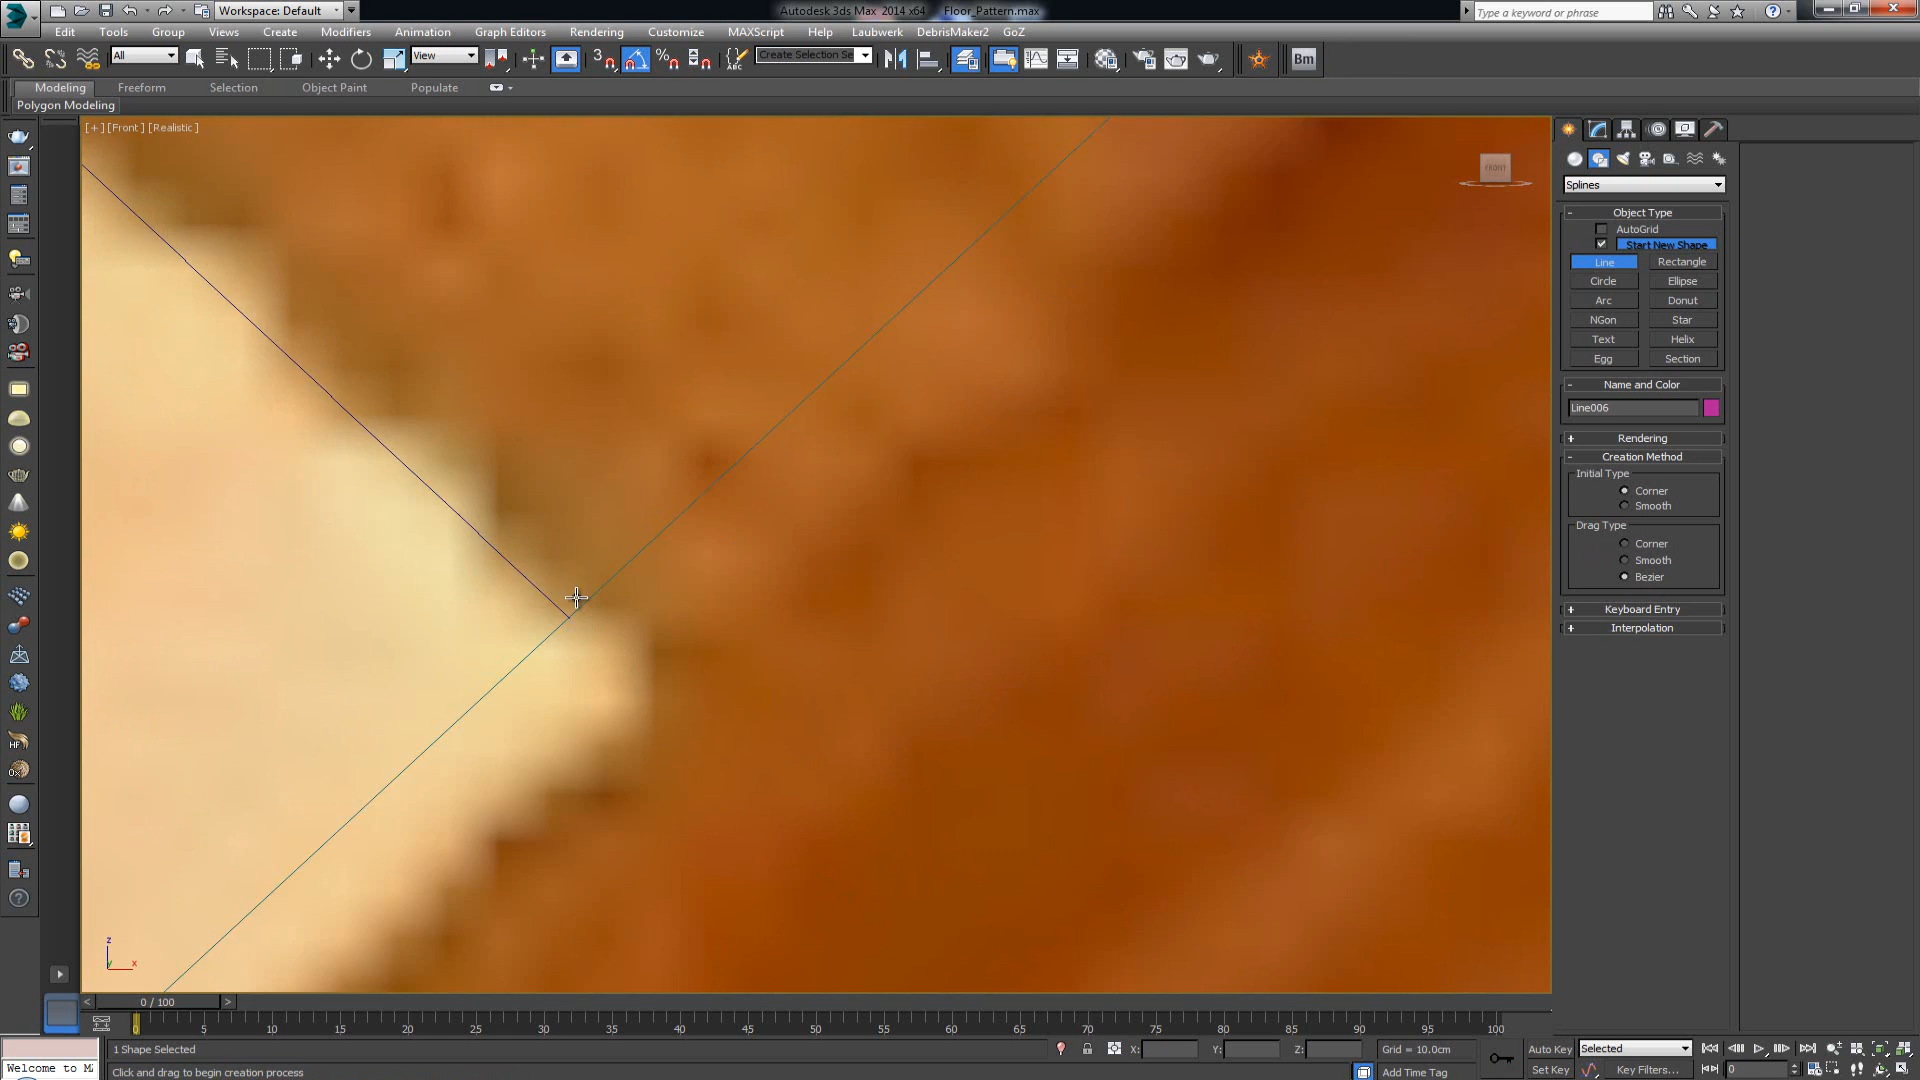 Workspace: Default
Autodesk 3ds Max 2014 x64 Floor_Pattern.max
Type a keyword or phrase
Edit Tools Group Views Create Modifiers Animation Graph Editors Rendering Customize MAXScript Help Laubwerk DebrisMaker2 GoZ
All
View
3
Create Selection Se
Bm
Modeling Freeform Selection Object Paint Populate
Polygon Modeling
[+] [Front] [Realistic]
FRONT
Splines
- Object Type
AutoGrid
Start New Shape
Line Rectangle
Circle Ellipse
Arc Donut
NGon Star
Text Helix
Egg Section
- Name and Color
Line006
+ Rendering
- Creation Method
Initial Type
Corner
Smooth
Drag Type
Corner
Smooth
Bezier
+ Keyboard Entry
+ Interpolation
HF
z
x
< 0 / 100 >
0 5 10 15 20 25 30 35 40 45 50 55 60 65 70 75 80 85 90 95 100
1 Shape Selected
X: Y: Z: Grid = 10.0cm
Auto Key Selected
Welcome to MA
Click and drag to begin creation process
Add Time Tag
Set Key Key Filters... 0